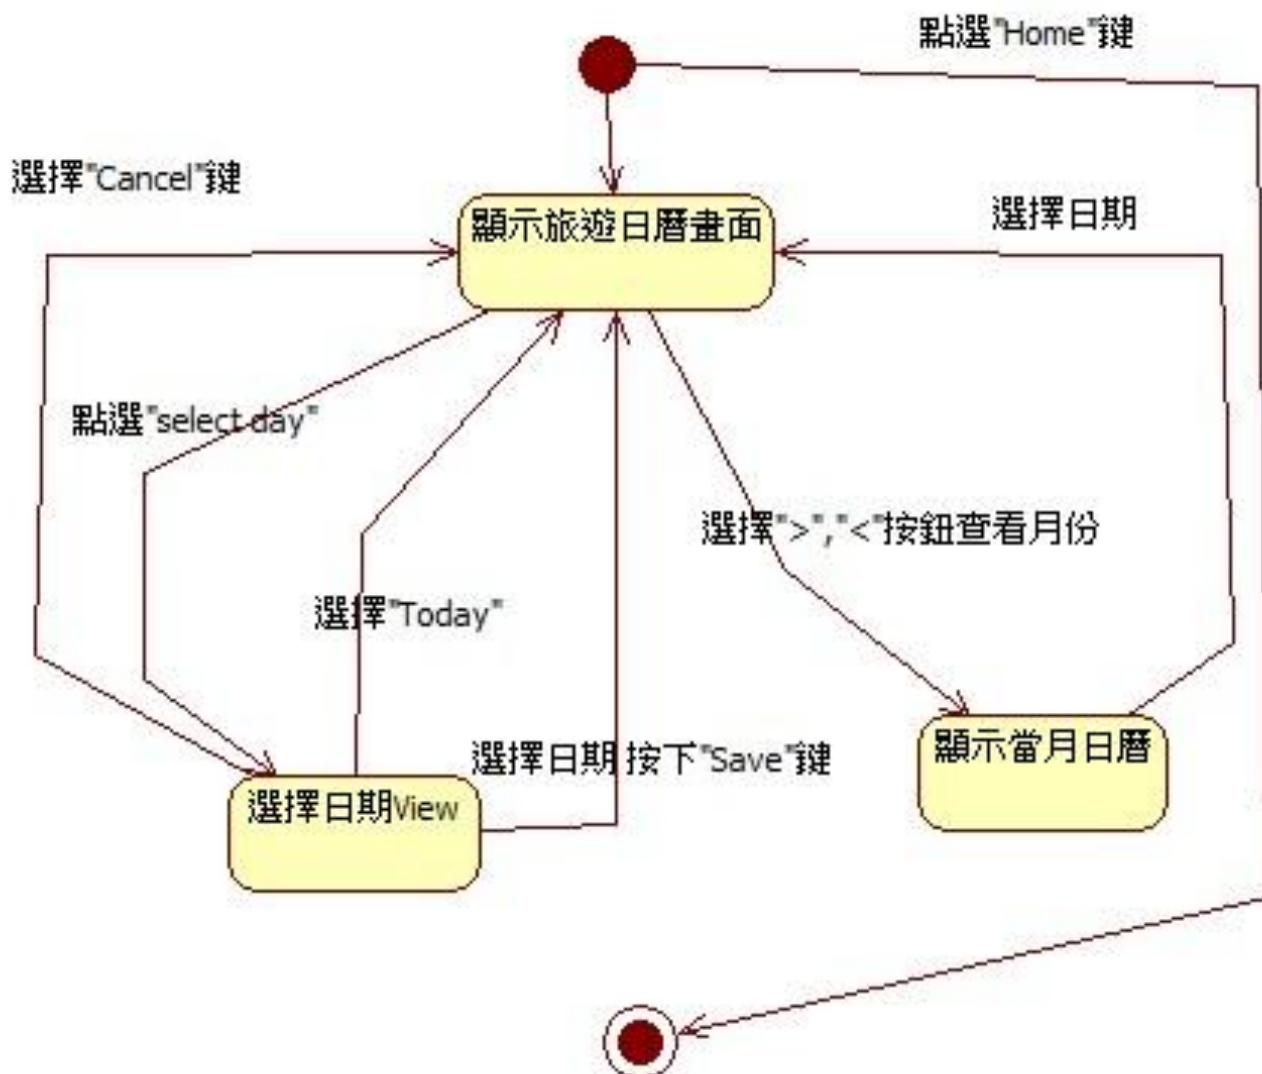 點選"Home"鍵
選擇"Cancel"鍵
選擇日期
顯示旅遊日曆畫面
點選"select day"
選擇">","<"按鈕查看月份
選擇"Today"
選擇日期 按下"Save"鍵
顯示當月日曆
選擇日期View